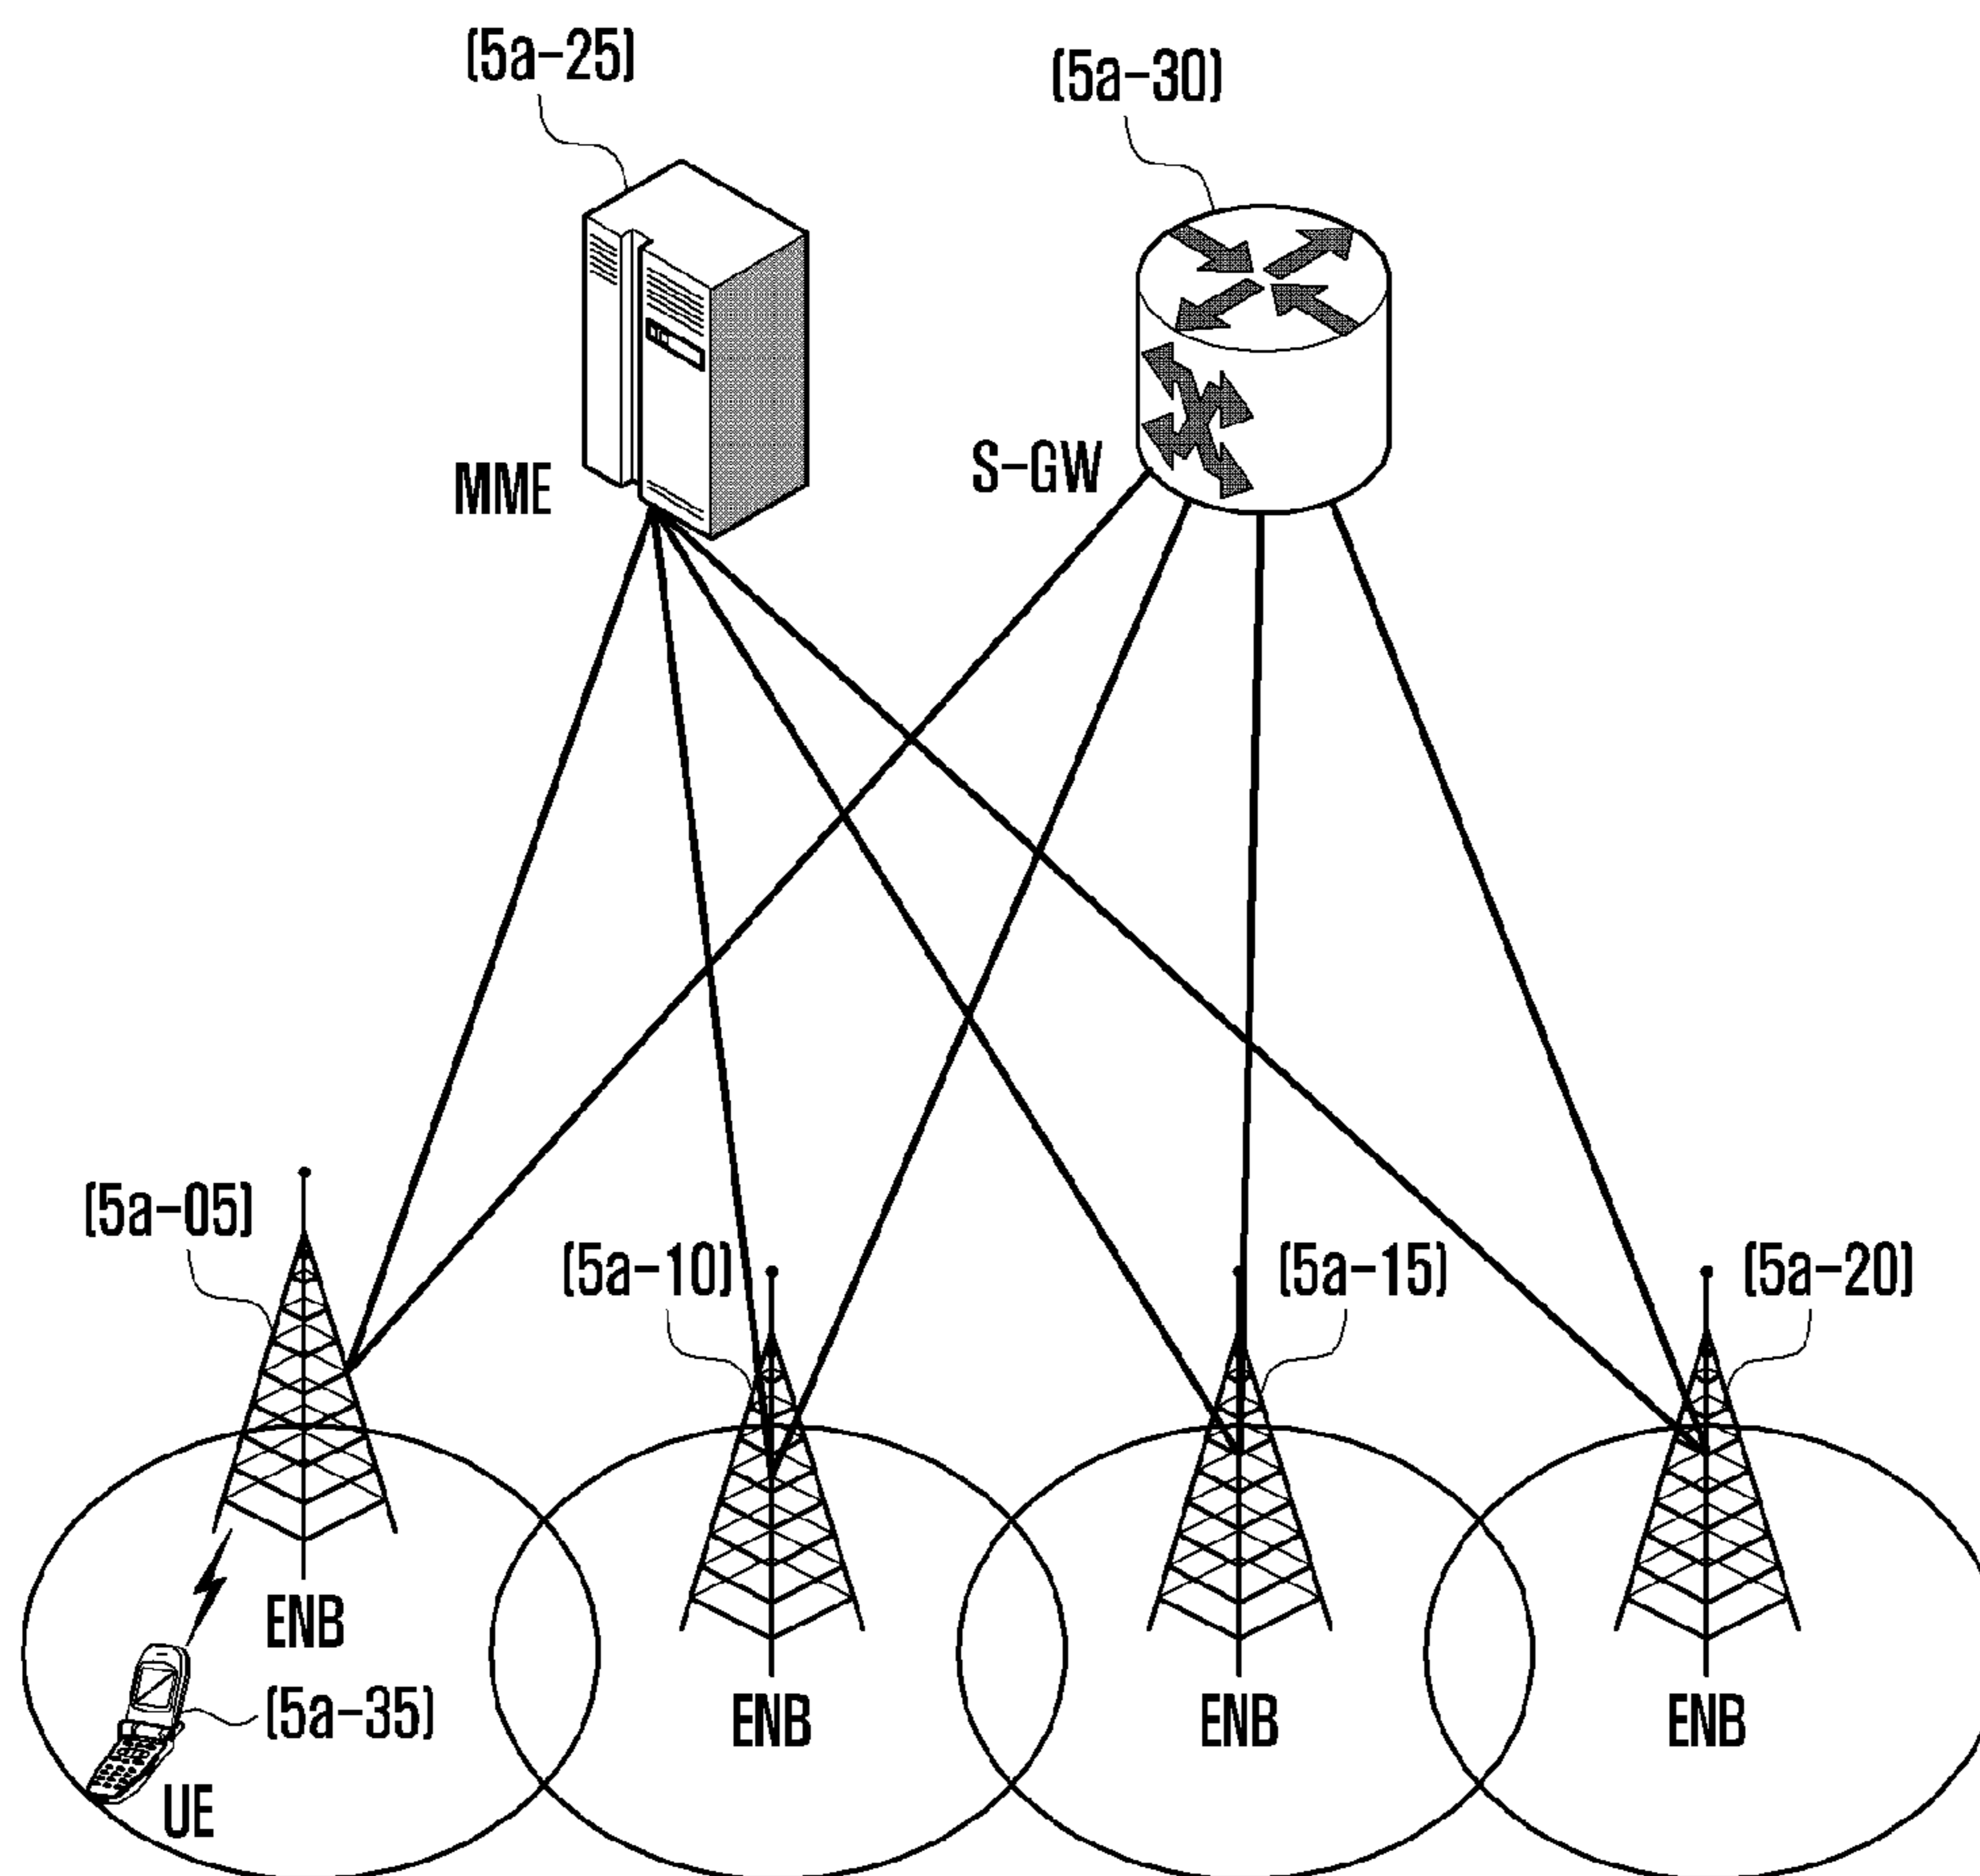 (5a-25)
(5a-30)
MME
S-GW
(5a-05)
(5a-10)
(5a-15)
(5a-20)
ENB
(5a-35)
UE
ENB
ENB
ENB